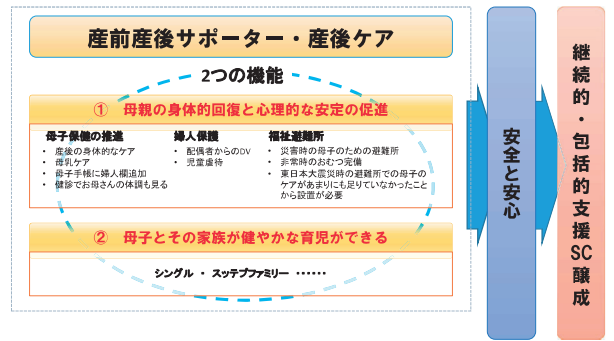 産前産後サポーター・産後ケア
2つの機能
① 母親の身体的回復と心理的な安定の促進
母子保健の推進
• 産後の身体的なケア
• 母乳ケア
• 母子手帳に婦人欄追加
• 健診でお母さんの体調も見る
婦人保護
• 配偶者からのDV
• 児童虐待
福祉避難所
• 災害時の母子のための避難所
• 非常時のおむつ完備
• 東日本大震災時の避難所での母子の
ケアがあまりにも足りていなかったこと
から設置が必要
② 母子とその家族が健やかな育児ができる
シングル ・ スッテプファミリー ‥‥‥
安全と安心
継続的・包括的支援SC醸成